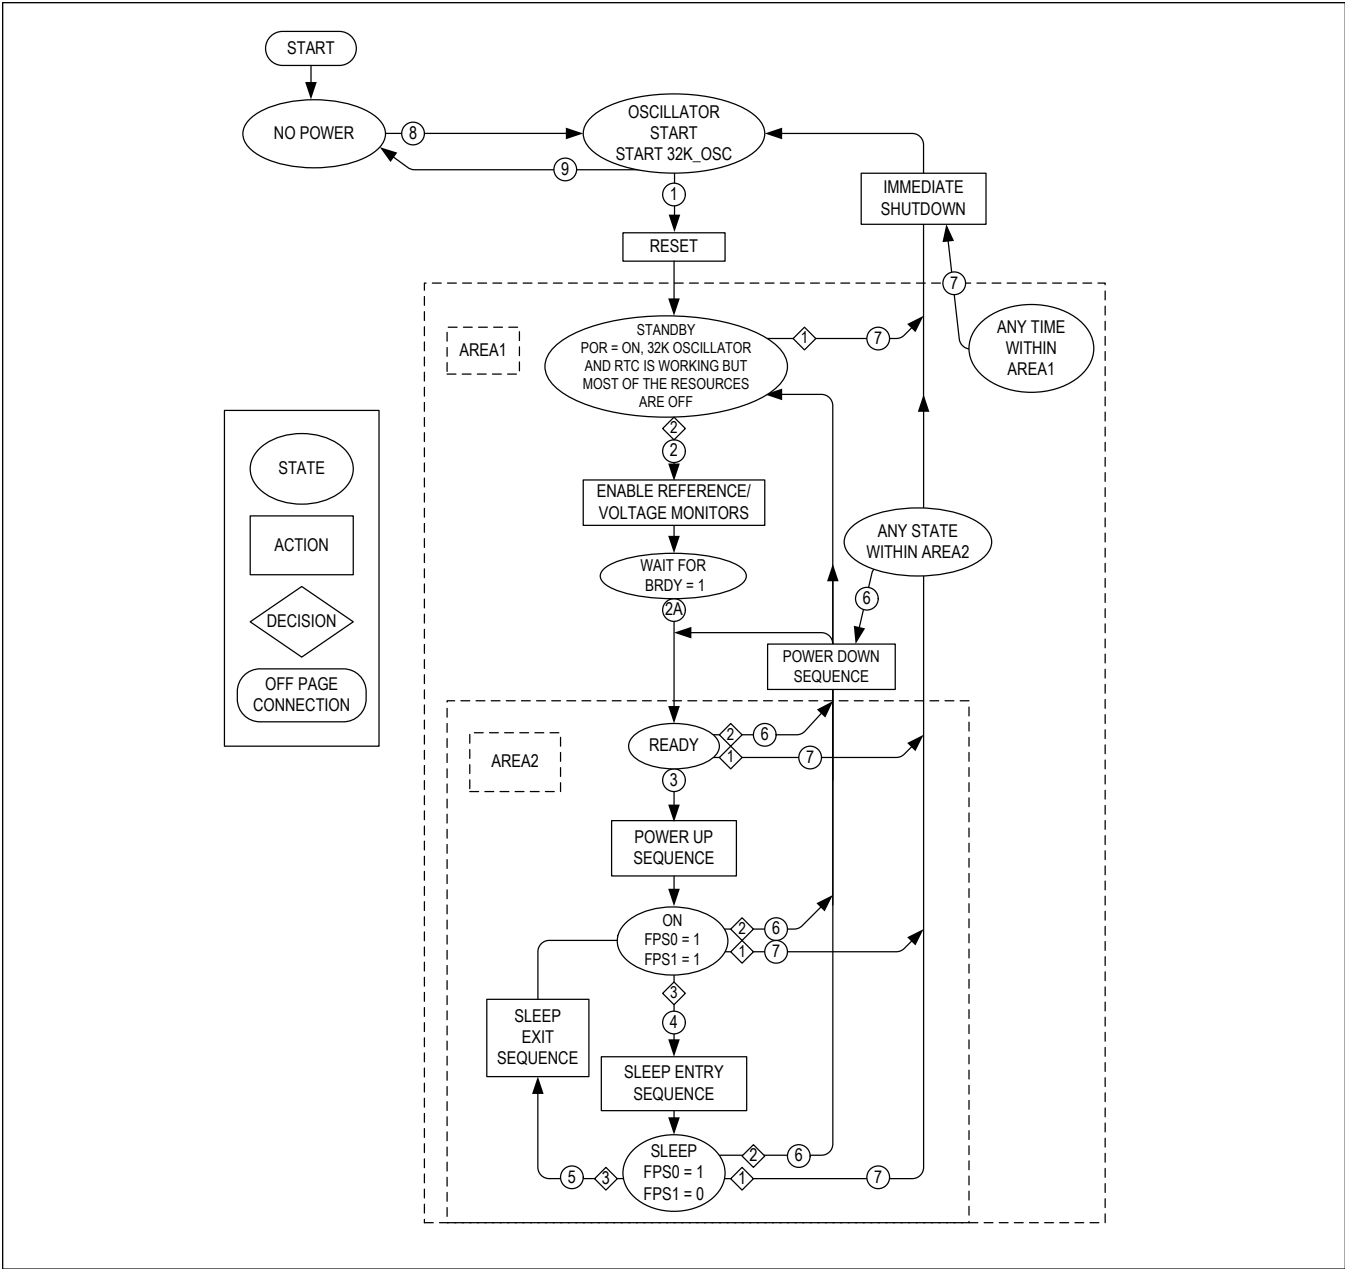 START
NO POWER
8
OSCILLATOR
START
START 32K_OSC
9
1
IMMEDIATE
SHUTDOWN
RESET
7
AREA1
STANDBY
POR = ON, 32K OSCILLATOR
AND RTC IS WORKING BUT
MOST OF THE RESOURCES
ARE OFF
1
7
ANY TIME
WITHIN
AREA1
2
2
STATE
ACTION
DECISION
OFF PAGE
CONNECTION
ENABLE REFERENCE/
VOLTAGE MONITORS
ANY STATE
WITHIN AREA2
WAIT FOR
BRDY = 1
2A
6
POWER DOWN
SEQUENCE
AREA2
READY
2
6
1
7
3
POWER UP
SEQUENCE
ON
FPS0 = 1
FPS1 = 1
2
6
1
7
3
4
SLEEP
EXIT
SEQUENCE
SLEEP ENTRY
SEQUENCE
SLEEP
FPS0 = 1
FPS1 = 0
2
6
5
3
1
7